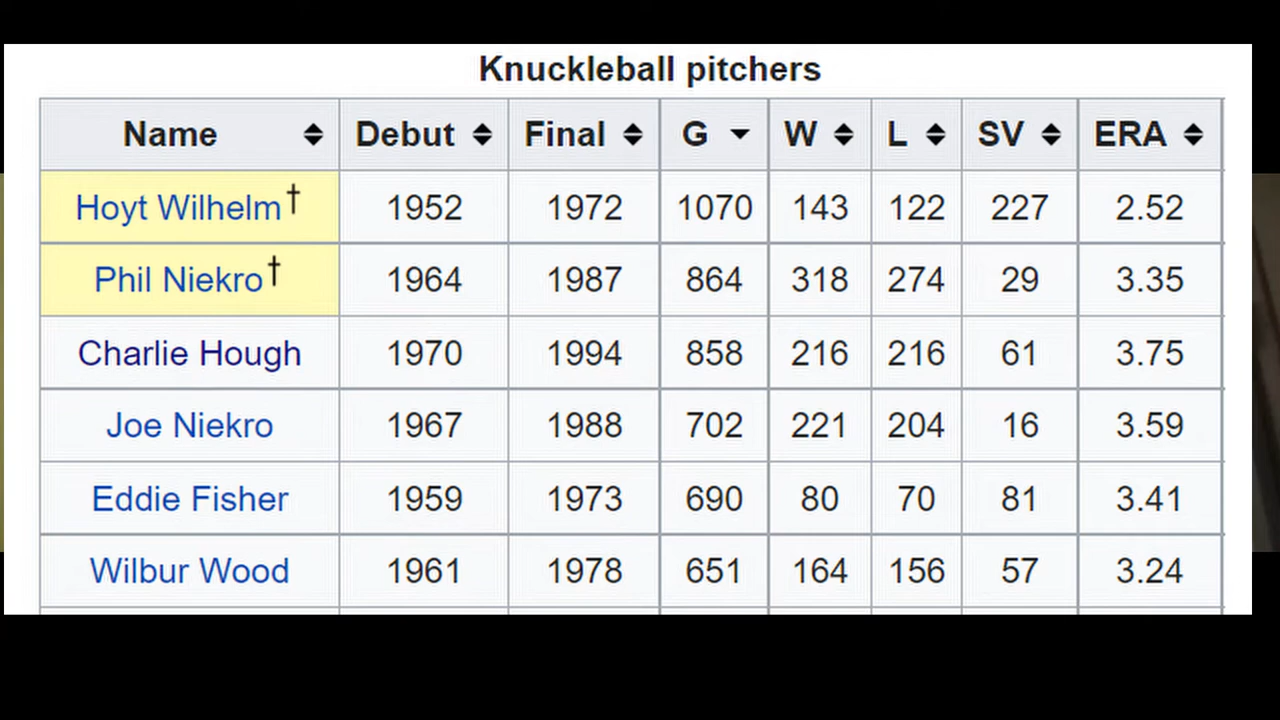 Knuckleball pitchers
Name Debut Final G W L SV ERA
Hoyt Wilhelm† 1952 1972 1070 143 122 227 2.52
Phil Niekro† 1964 1987 864 318 274 29 3.35
Charlie Hough 1970 1994 858 216 216 61 3.75
Joe Niekro 1967 1988 702 221 204 16 3.59
Eddie Fisher 1959 1973 690 80 70 81 3.41
Wilbur Wood 1961 1978 651 164 156 57 3.24